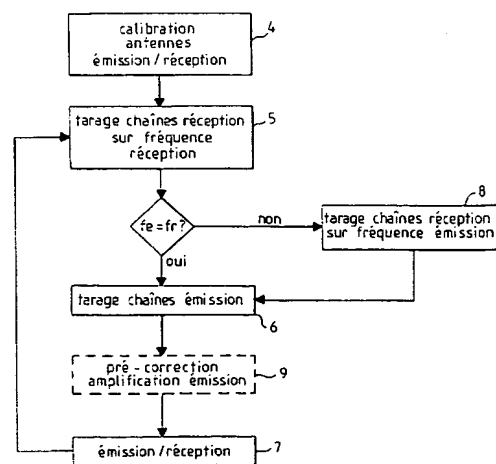 calibration
antennes
émission/réception
4
tarage chaînes réception
sur fréquence
réception
5
fe=fr?
non
oui
8
tarage chaînes réception
sur fréquence émission
tarage chaînes émission
6
pré-correction
amplification émission
9
émission/réception
7